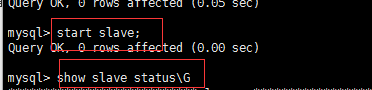 Query OK, 0 rows affected (0.05 sec)
mysql> start slave;
Query OK, 0 rows affected (0.00 sec)
mysql> show slave status\G